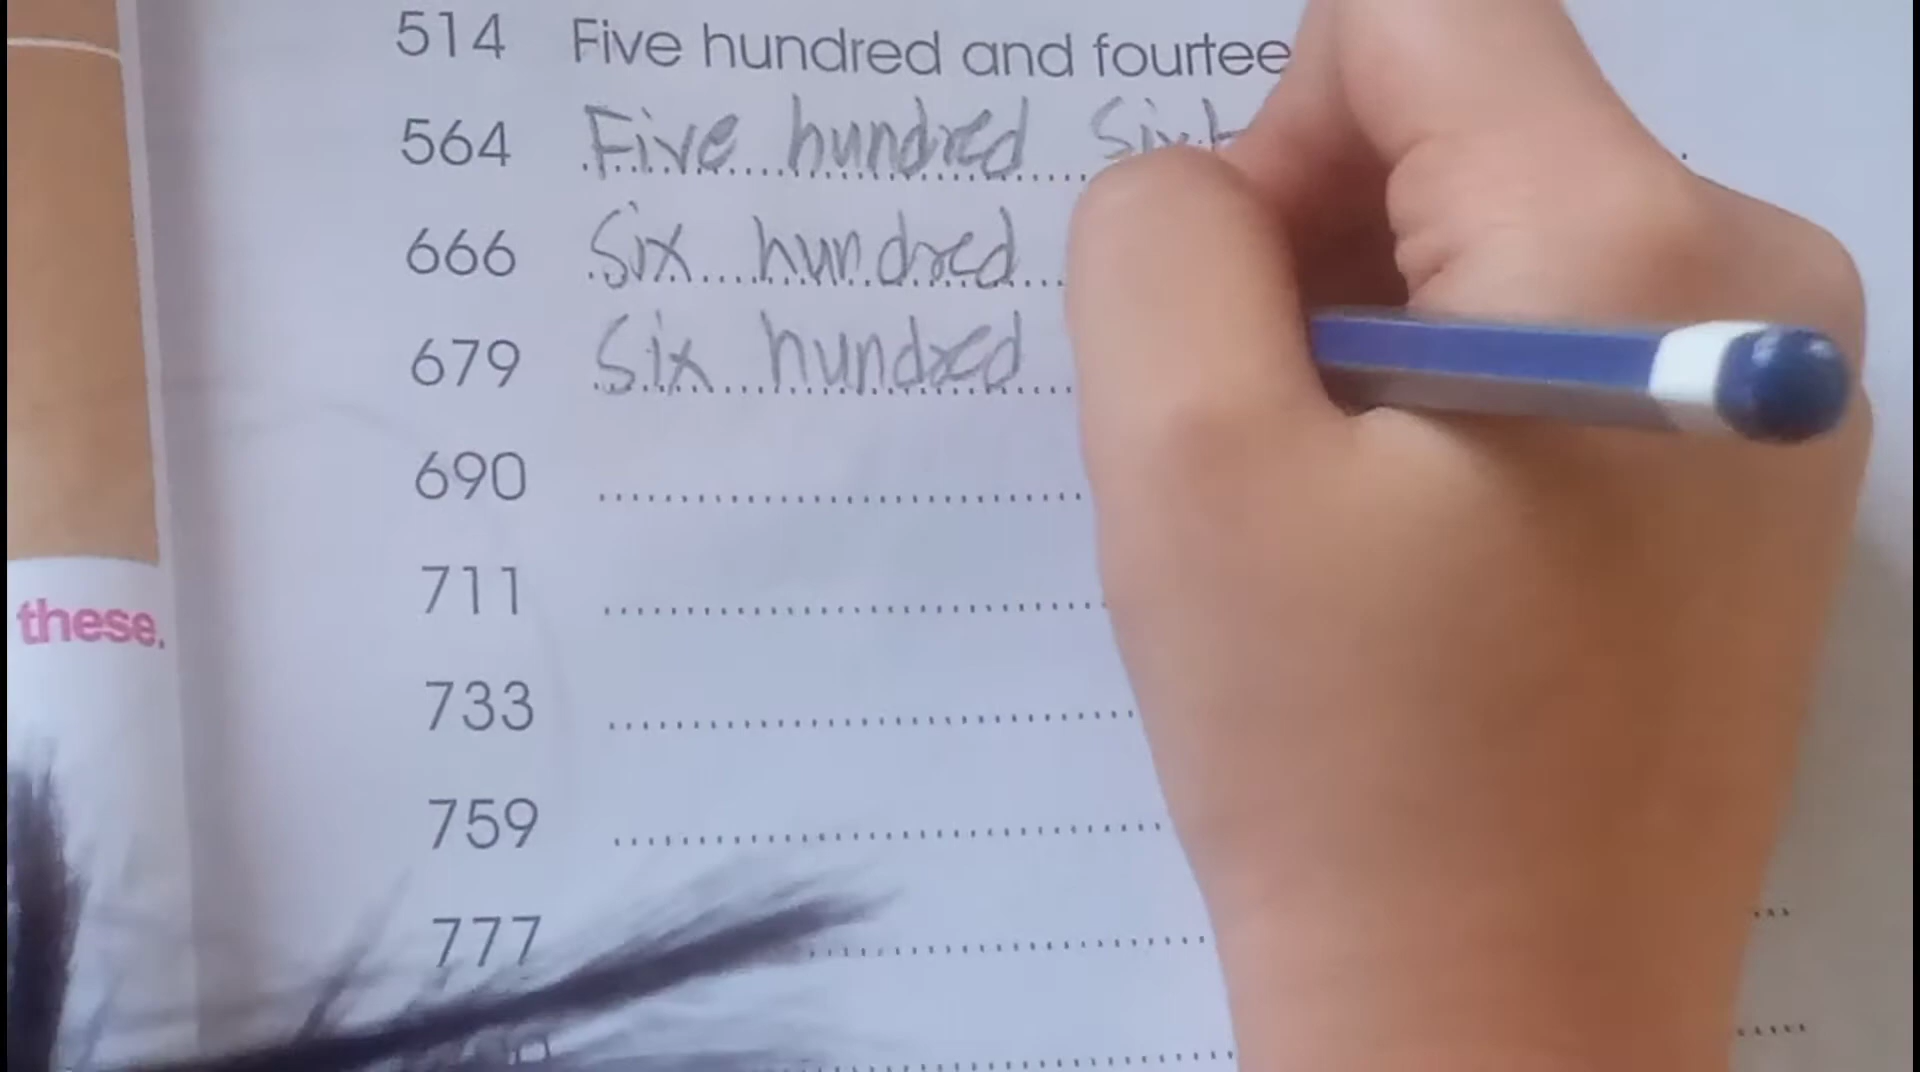 514 Five hundred and fourtee
564 Five hundred Sixt
666 Six hundred
679 Six hundred
690
711
these.
733
759
777